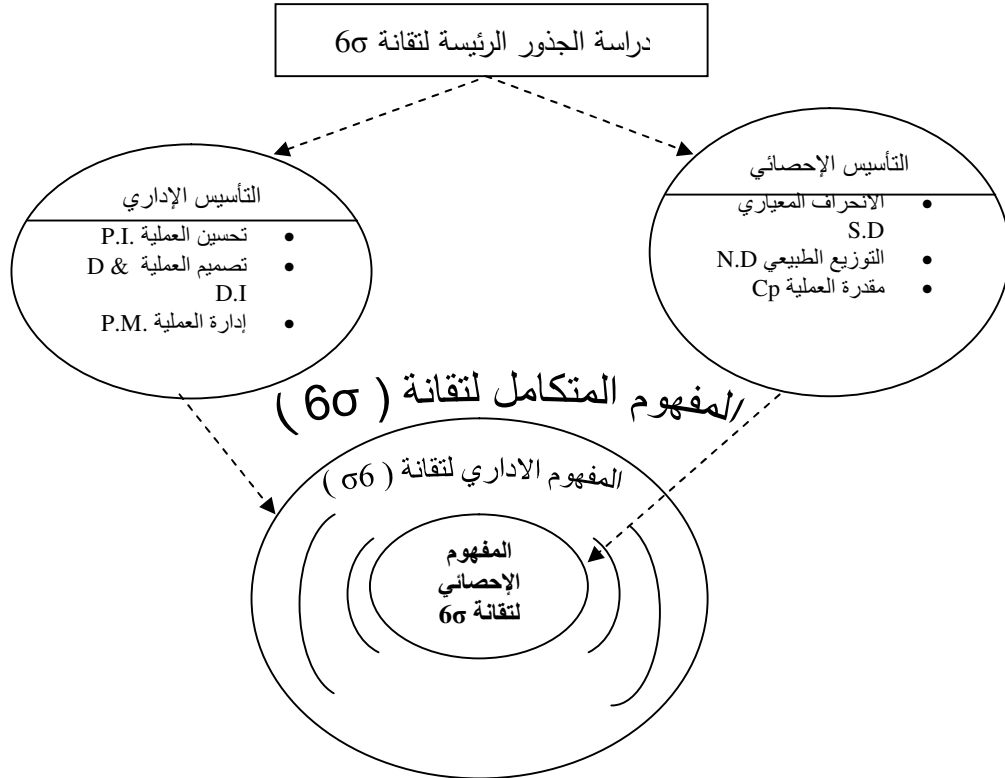 دراسة الجذور الرئيسة لتقانة 6σ
التأسيس الإحصائي
• الانحراف المعياري
S.D
• التوزيع الطبيعي N.D
• مقدرة العملية Cp
التأسيس الإداري
• تحسين العملية P.I.
• تصميم العملية D &
D.I
• إدارة العملية P.M.
المفهوم المتكامل لتقانة ( 6σ )
المفهوم الاداري لتقانة ( σ6 )
المفهوم
الإحصائي
لتقانة 6σ